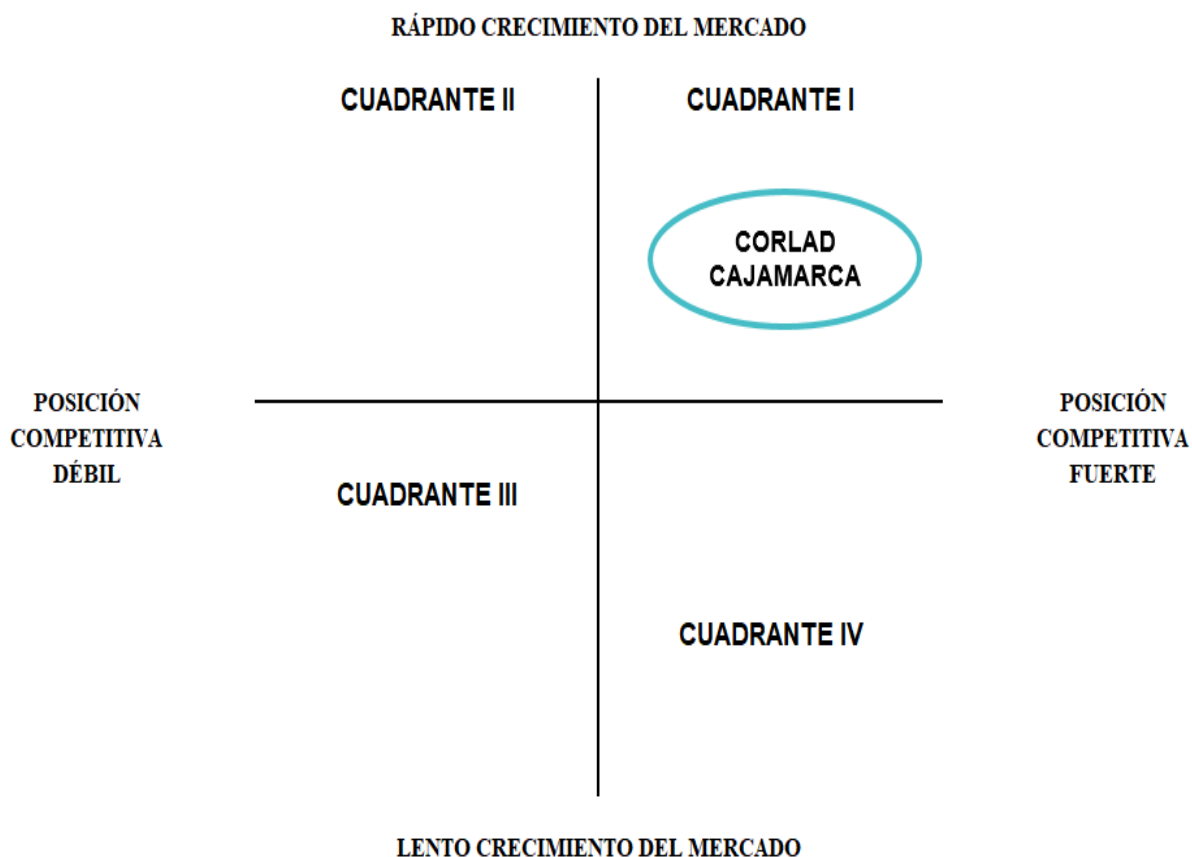 RÁPIDO CRECIMIENTO DEL MERCADO
CUADRANTE II
CUADRANTE I
CORLAD
CAJAMARCA
POSICIÓN
COMPETITIVA
DÉBIL
POSICIÓN
COMPETITIVA
FUERTE
CUADRANTE III
CUADRANTE IV
LENTO CRECIMIENTO DEL MERCADO